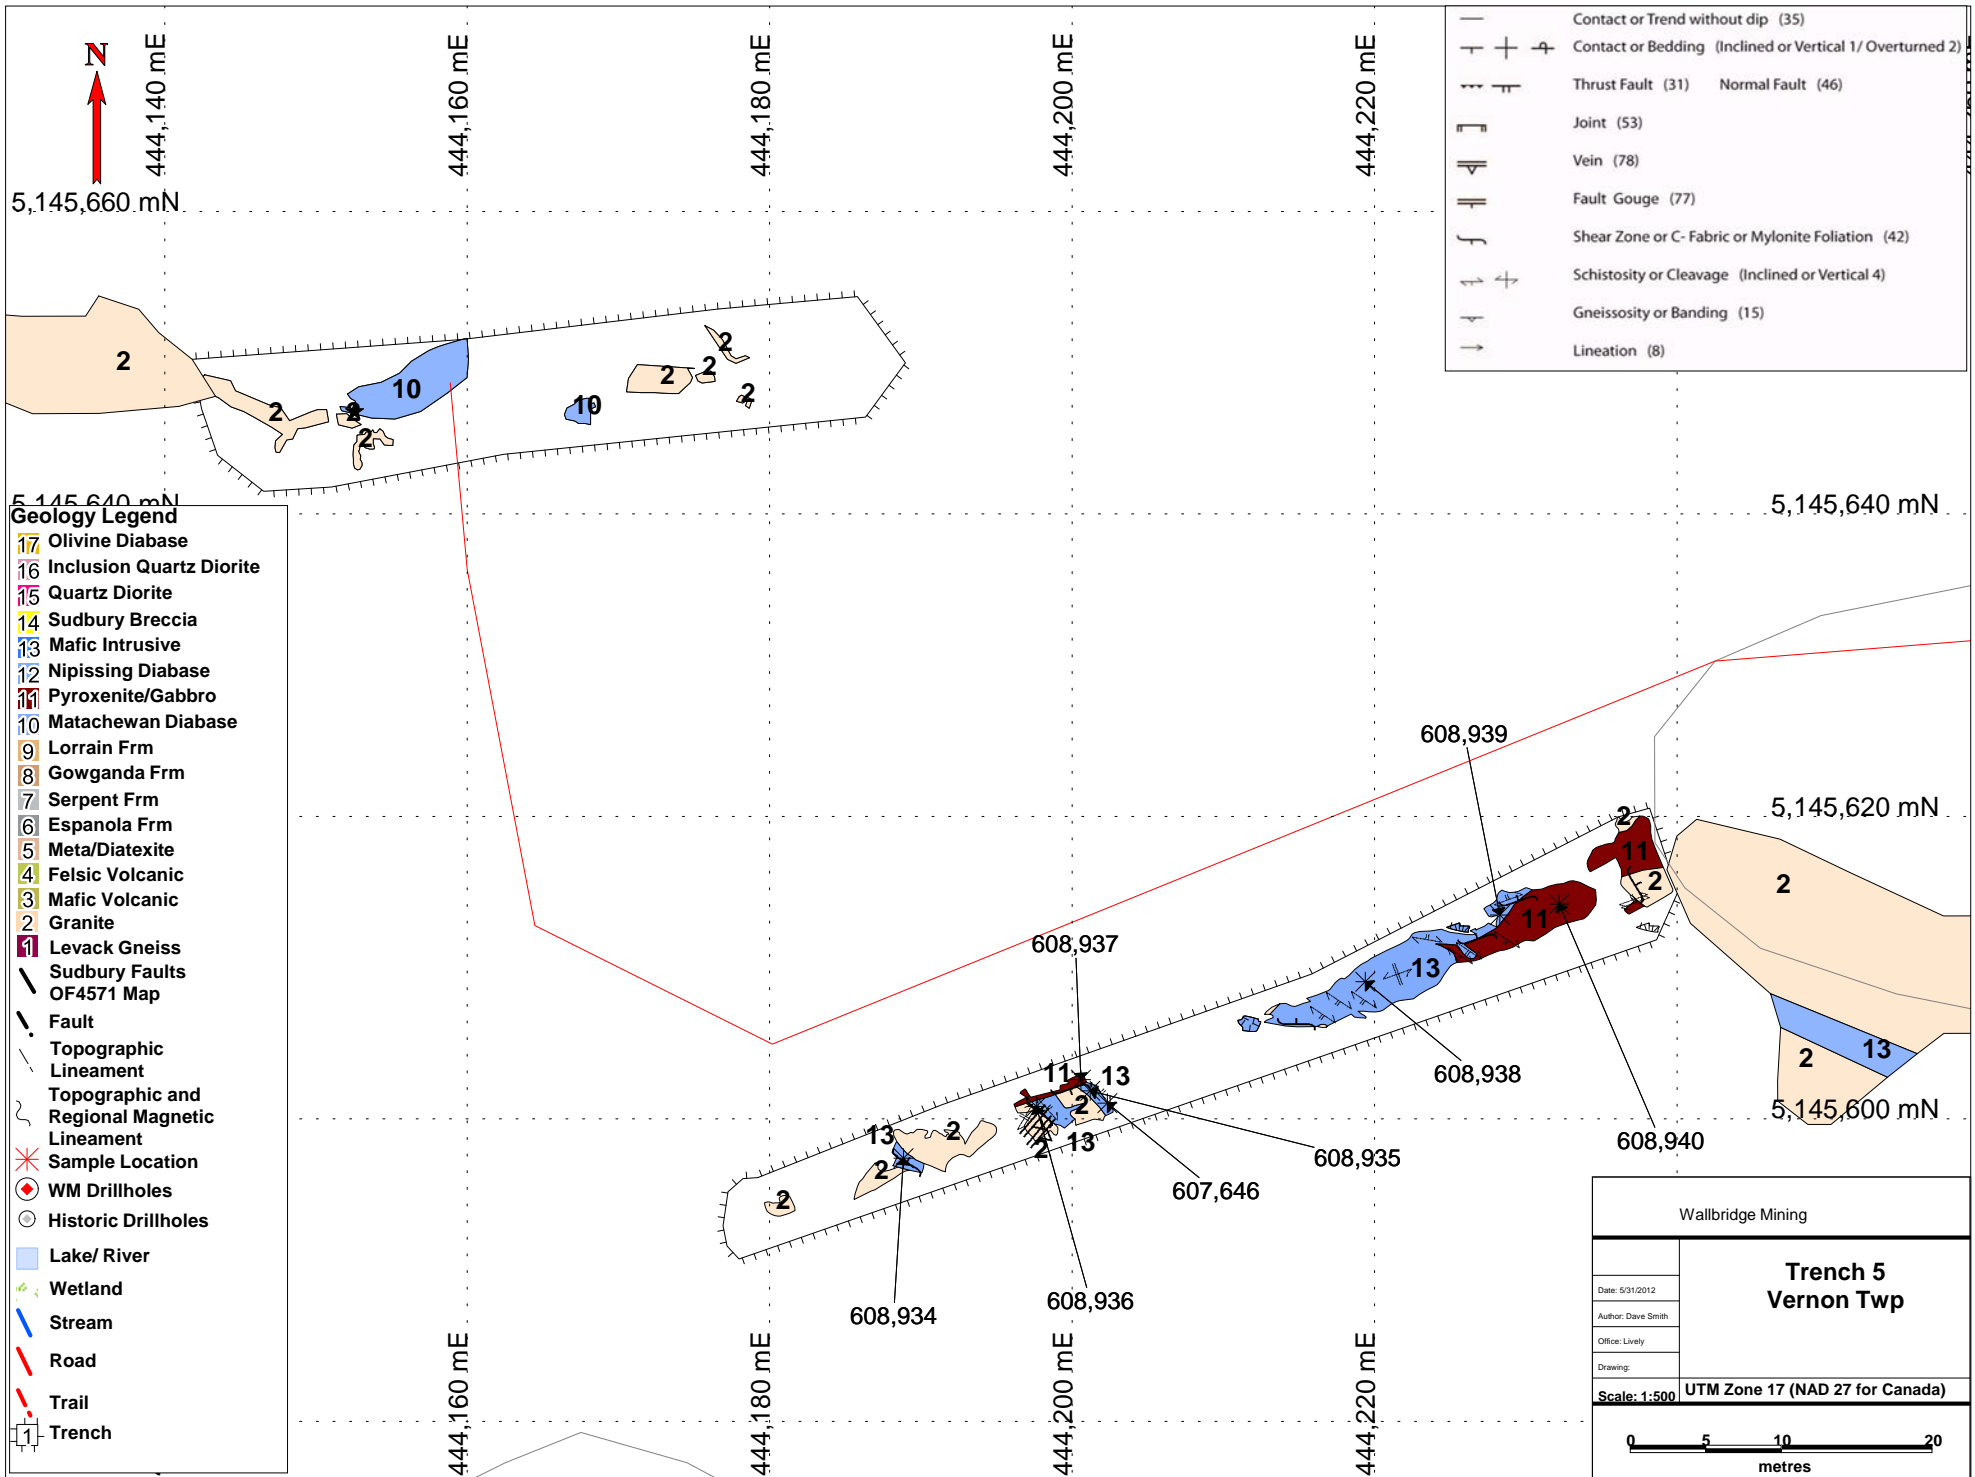 N
444,140 mE
444,160 mE
444,180 mE
444,200 mE
444,220 mE
5,145,660 mN
Contact or Trend without dip (35)
Contact or Bedding (Inclined or Vertical 1/ Overturned 2)
Thrust Fault (31) Normal Fault (46)
Joint (53)
Vein (78)
Fault Gouge (77)
Shear Zone or C- Fabric or Mylonite Foliation (42)
Schistosity or Cleavage (Inclined or Vertical 4)
Gneissosity or Banding (15)
Lineation (8)
2
2
2
2
10
10
2
2
2
2
5,145,640 mN
5,145,640 mN
Geology Legend
17 Olivine Diabase
16 Inclusion Quartz Diorite
15 Quartz Diorite
14 Sudbury Breccia
13 Mafic Intrusive
12 Nipissing Diabase
11 Pyroxenite/Gabbro
10 Matachewan Diabase
9 Lorrain Frm
8 Gowganda Frm
7 Serpent Frm
6 Espanola Frm
5 Meta/Diatexite
4 Felsic Volcanic
3 Mafic Volcanic
2 Granite
1 Levack Gneiss
Sudbury Faults
OF4571 Map
Fault
Topographic
Lineament
Topographic and
Regional Magnetic
Lineament
Sample Location
WM Drillholes
Historic Drillholes
Lake/ River
Wetland
Stream
Road
Trail
1 Trench
608,939
5,145,620 mN
2
11
2
2
11
13
608,937
608,938
13
2
5,145,600 mN
608,940
11
13
2
13
2
608,935
607,646
13
2
2
2
608,934
608,936
444,160 mE
444,180 mE
444,200 mE
444,220 mE
Wallbridge Mining
Trench 5
Vernon Twp
Date: 5/31/2012
Author: Dave Smith
Office: Lively
Drawing:
Scale: 1:500
UTM Zone 17 (NAD 27 for Canada)
0 5 10 20
metres